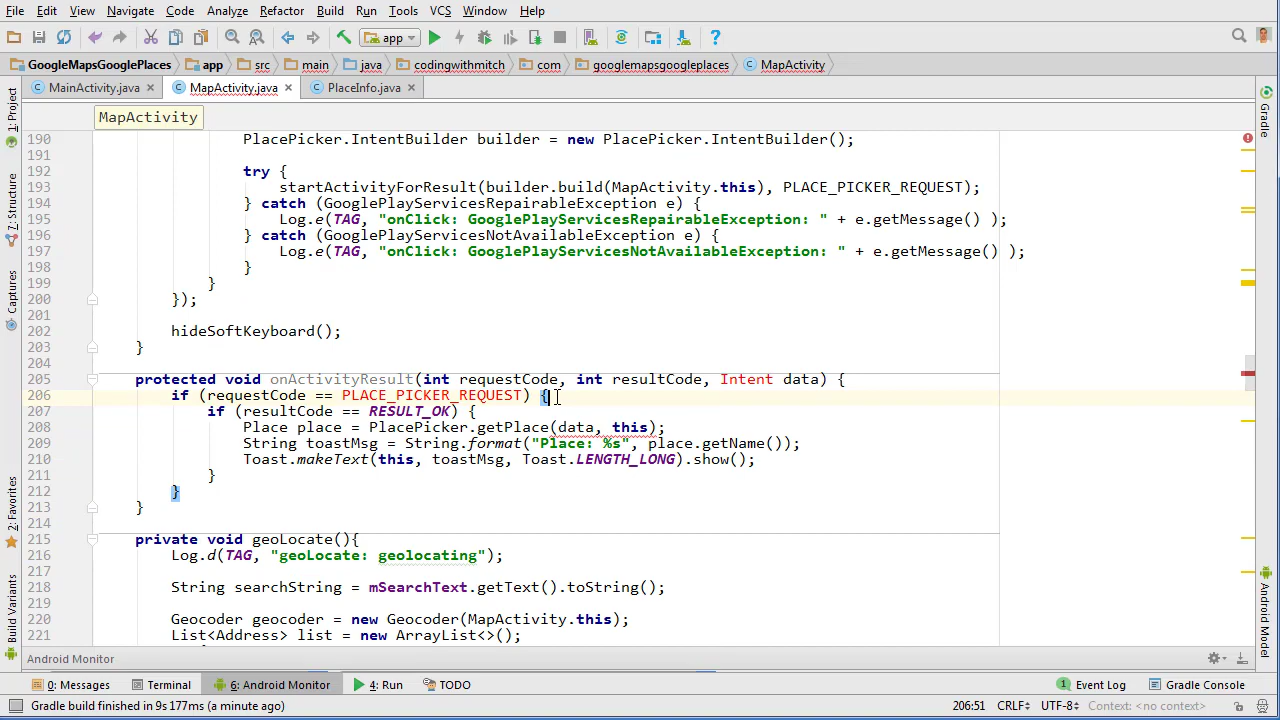 File Edit View Navigate Code Analyze Refactor Build Run Tools VCS Window Help
app
GoogleMapsGooglePlaces app src main java codingwithmitch com googlemapsgoogleplaces MapActivity
MainActivity.java MapActivity.java PlaceInfo.java
MapActivity
190 PlacePicker.IntentBuilder builder = new PlacePicker.IntentBuilder();
191
192 try {
193 startActivityForResult(builder.build(MapActivity.this), PLACE_PICKER_REQUEST);
194 } catch (GooglePlayServicesRepairableException e) {
195 Log.e(TAG, "onClick: GooglePlayServicesRepairableException: " + e.getMessage() );
196 } catch (GooglePlayServicesNotAvailableException e) {
197 Log.e(TAG, "onClick: GooglePlayServicesNotAvailableException: " + e.getMessage() );
198 }
199 }
200 });
201
202 hideSoftKeyboard();
203 }
204
205 protected void onActivityResult(int requestCode, int resultCode, Intent data) {
206 if (requestCode == PLACE_PICKER_REQUEST) {
207 if (resultCode == RESULT_OK) {
208 Place place = PlacePicker.getPlace(data, this);
209 String toastMsg = String.format("Place: %s", place.getName());
210 Toast.makeText(this, toastMsg, Toast.LENGTH_LONG).show();
211 }
212 }
213 }
214
215 private void geoLocate(){
216 Log.d(TAG, "geoLocate: geolocating");
217
218 String searchString = mSearchText.getText().toString();
219
220 Geocoder geocoder = new Geocoder(MapActivity.this);
221 List<Address> list = new ArrayList<>();
1: Project
7: Structure
Captures
2: Favorites
Build Variants
Gradle
Android Model
Android Monitor
0: Messages Terminal 6: Android Monitor 4: Run TODO Event Log Gradle Console
Gradle build finished in 9s 177ms (a minute ago) 206:51 CRLF UTF-8 Context: <no context>